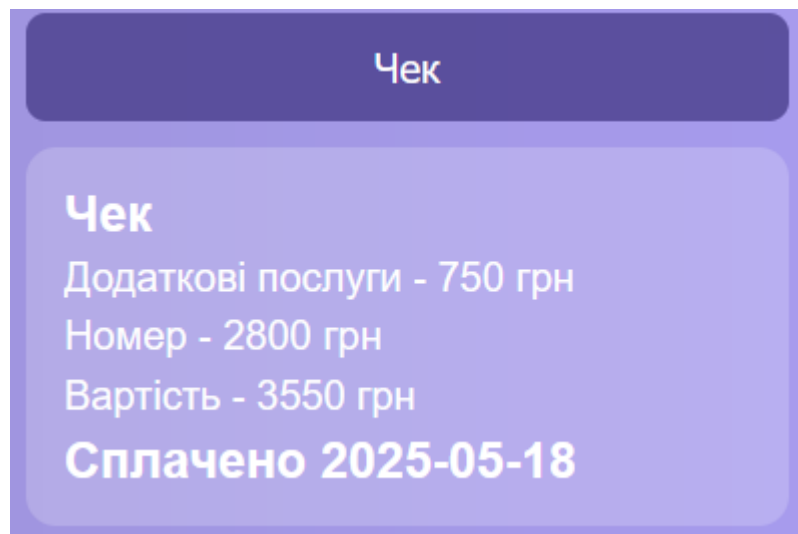 Чек
Чек
Додаткові послуги - 750 грн
Номер - 2800 грн
Вартість - 3550 грн
Сплачено 2025-05-18